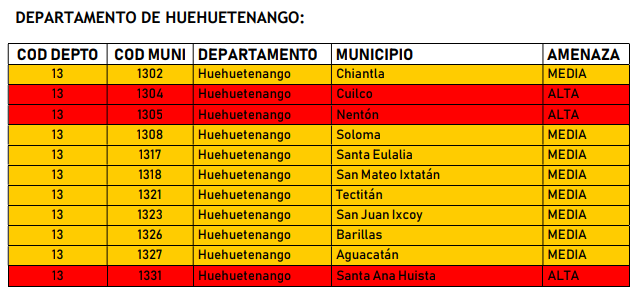 DEPARTAMENTO DE HUEHUETENANGO:
COD DEPTO COD MUNI DEPARTAMENTO MUNICIPIO AMENAZA
13 1302 Huehuetenango Chiantla MEDIA
13 1304 Huehuetenango Cuilco ALTA
13 1305 Huehuetenango Nentón ALTA
13 1308 Huehuetenango Soloma MEDIA
13 1317 Huehuetenango Santa Eulalia MEDIA
13 1318 Huehuetenango San Mateo Ixtatán MEDIA
13 1321 Huehuetenango Tectitán MEDIA
13 1323 Huehuetenango San Juan Ixcoy MEDIA
13 1326 Huehuetenango Barillas MEDIA
13 1327 Huehuetenango Aguacatán MEDIA
13 1331 Huehuetenango Santa Ana Huista ALTA